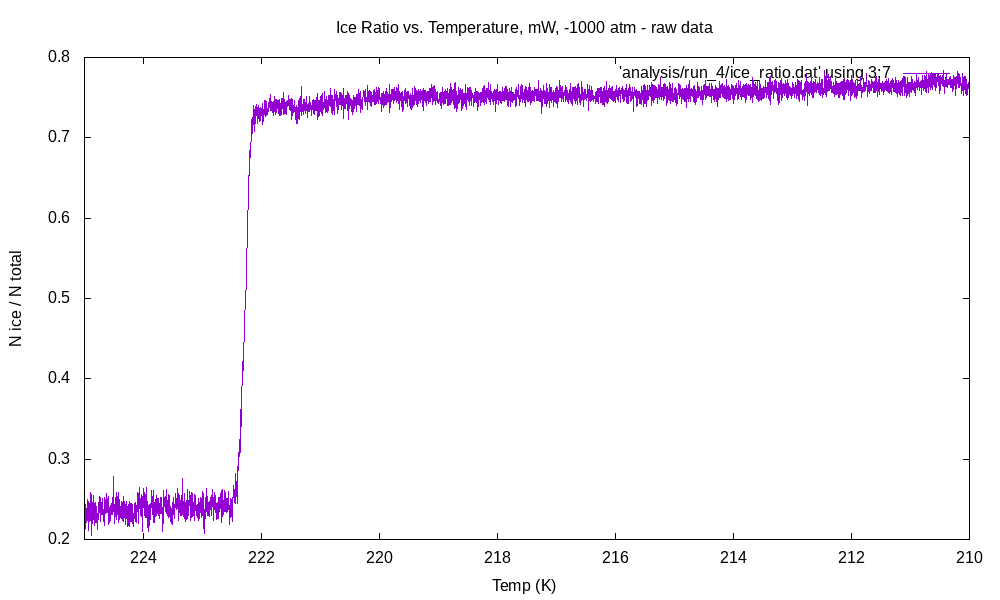 Ice Ratio vs. Temperature, mW, -1000 atm - raw data
'analysis/run_4/ice_ratio.dat' using 3:7
N ice / N total
0.8
0.7
0.6
0.5
0.4
0.3
0.2
224 222 220 218 216 214 212 210
Temp (K)